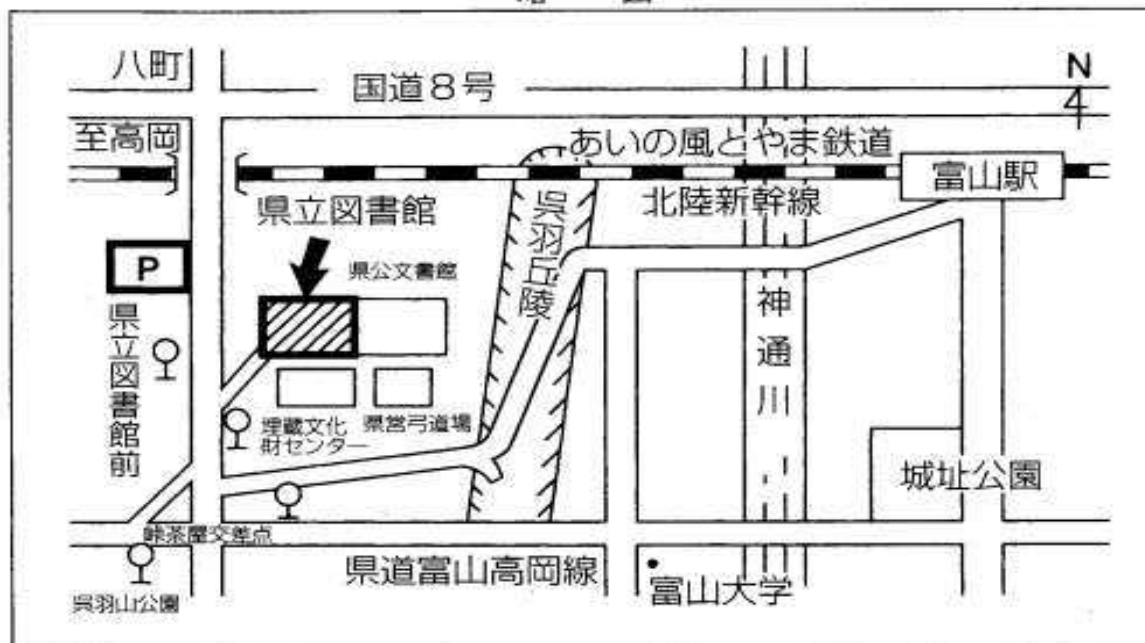 八町
国道8号
N
至高岡
あいの風とやま鉄道
富山駅
北陸新幹線
県立図書館
呉羽丘陵
P
県公文書館
神通川
県立図書館前
埋蔵文化
財センター
県営弓道場
城址公園
峠茶屋交差点
県道富山高岡線
富山大学
呉羽山公園